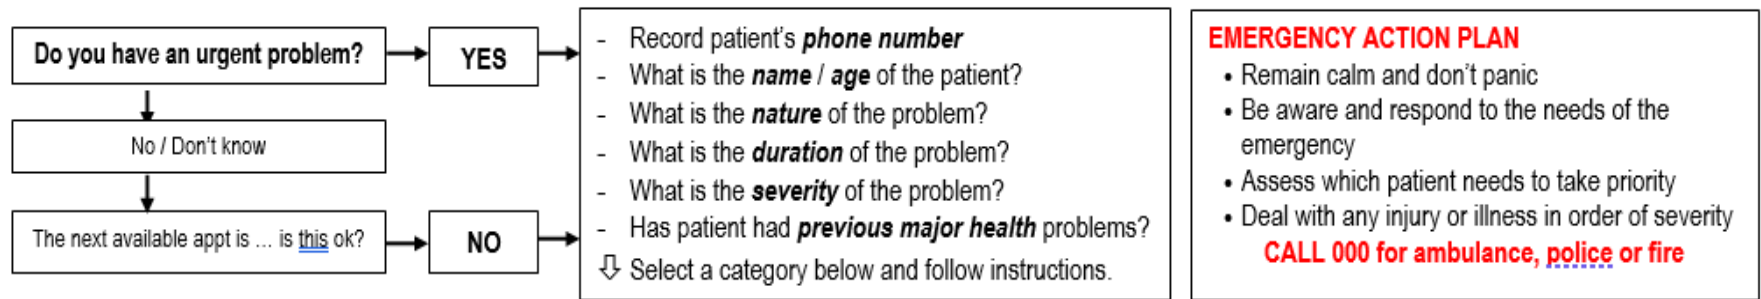 Do you have an urgent problem?
YES
No / Don't know
The next available appt is ... is this ok?
NO
- Record patient's phone number
- What is the name / age of the patient?
- What is the nature of the problem?
- What is the duration of the problem?
- What is the severity of the problem?
- Has patient had previous major health problems?
⇩ Select a category below and follow instructions.
EMERGENCY ACTION PLAN
• Remain calm and don't panic
• Be aware and respond to the needs of the
emergency
• Assess which patient needs to take priority
• Deal with any injury or illness in order of severity
CALL 000 for ambulance, police or fire